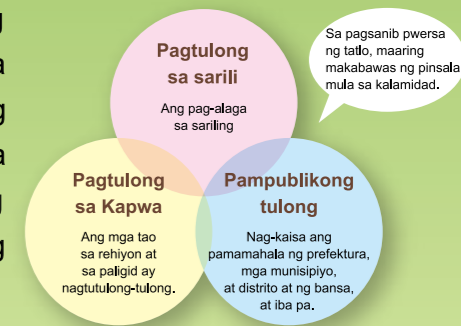 g
a
g
a
g
g
Pagtulong
sa sarili
Ang pag-alaga
sa sariling
Sa pagsanib pwersa
ng tatlo, maaring
makabawas ng pinsala
mula sa kalamidad.
Pagtulong
sa Kapwa
Ang mga tao
sa rehiyon at
sa paligid ay
nagtutulong-tulong.
Pampublikong
tulong
Nag-kaisa ang
pamamahala ng prefektura,
mga munisipiyo,
at distrito at ng bansa,
at iba pa.